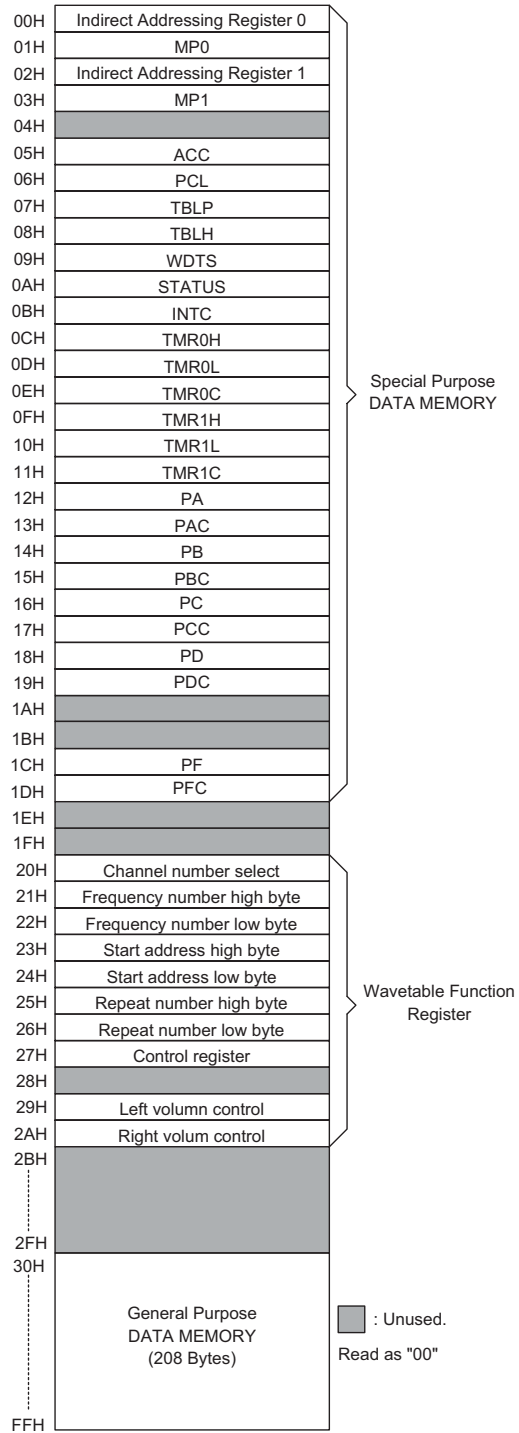 00H Indirect Addressing Register 0
01H MP0
02H Indirect Addressing Register 1
03H MP1
04H
05H ACC
06H PCL
07H TBLP
08H TBLH
09H WDTS
0AH STATUS
0BH INTC
0CH TMR0H
0DH TMR0L
0EH TMR0C
0FH TMR1H
10H TMR1L
11H TMR1C
12H PA
13H PAC
14H PB
15H PBC
16H PC
17H PCC
18H PD
19H PDC
1AH
1BH
1CH PF
1DH PFC
Special Purpose
DATA MEMORY
1EH
1FH
20H Channel number select
21H Frequency number high byte
22H Frequency number low byte
23H Start address high byte
24H Start address low byte
25H Repeat number high byte
26H Repeat number low byte
27H Control register
28H
29H Left volumn control
2AH Right volum control
Wavetable Function
Register
2BH
2FH
30H
General Purpose
DATA MEMORY
(208 Bytes)
FFH
: Unused.
Read as "00"